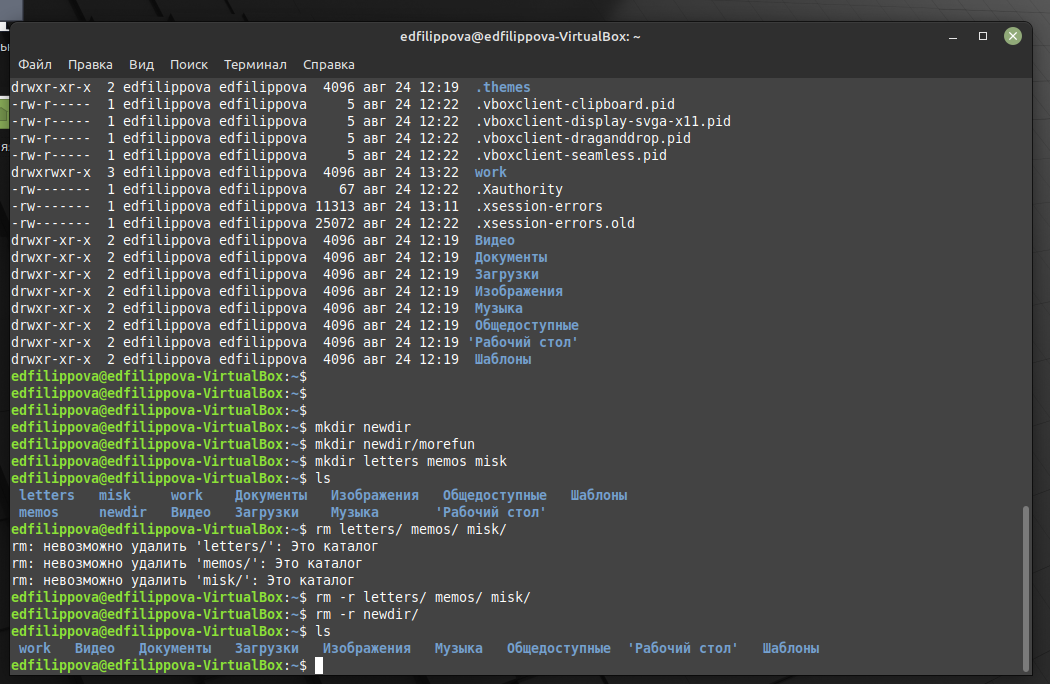 edfilippova@edfilippova-VirtualBox: ~
Файл Правка Вид Поиск Терминал Справка
drwxr-xr-x  2 edfilippova edfilippova  4096 авг 24 12:19  .themes
-rw-r-----  1 edfilippova edfilippova     5 авг 24 12:22  .vboxclient-clipboard.pid
-rw-r-----  1 edfilippova edfilippova     5 авг 24 12:22  .vboxclient-display-svga-x11.pid
-rw-r-----  1 edfilippova edfilippova     5 авг 24 12:22  .vboxclient-draganddrop.pid
-rw-r-----  1 edfilippova edfilippova     5 авг 24 12:22  .vboxclient-seamless.pid
drwxrwxr-x  3 edfilippova edfilippova  4096 авг 24 13:22  work
-rw-------  1 edfilippova edfilippova    67 авг 24 12:22  .Xauthority
-rw-------  1 edfilippova edfilippova 11313 авг 24 13:11  .xsession-errors
-rw-------  1 edfilippova edfilippova 25072 авг 24 12:22  .xsession-errors.old
drwxr-xr-x  2 edfilippova edfilippova  4096 авг 24 12:19  Видео
drwxr-xr-x  2 edfilippova edfilippova  4096 авг 24 12:19  Документы
drwxr-xr-x  2 edfilippova edfilippova  4096 авг 24 12:19  Загрузки
drwxr-xr-x  2 edfilippova edfilippova  4096 авг 24 12:19  Изображения
drwxr-xr-x  2 edfilippova edfilippova  4096 авг 24 12:19  Музыка
drwxr-xr-x  2 edfilippova edfilippova  4096 авг 24 12:19  Общедоступные
drwxr-xr-x  2 edfilippova edfilippova  4096 авг 24 12:19 'Рабочий стол'
drwxr-xr-x  2 edfilippova edfilippova  4096 авг 24 12:19  Шаблоны
edfilippova@edfilippova-VirtualBox:~$
edfilippova@edfilippova-VirtualBox:~$
edfilippova@edfilippova-VirtualBox:~$
edfilippova@edfilippova-VirtualBox:~$ mkdir newdir
edfilippova@edfilippova-VirtualBox:~$ mkdir newdir/morefun
edfilippova@edfilippova-VirtualBox:~$ mkdir letters memos misk
edfilippova@edfilippova-VirtualBox:~$ ls
letters   misk     work    Документы   Изображения   Общедоступные   Шаблоны
memos     newdir   Видео   Загрузки    Музыка       'Рабочий стол'
edfilippova@edfilippova-VirtualBox:~$ rm letters/ memos/ misk/
rm: невозможно удалить 'letters/': Это каталог
rm: невозможно удалить 'memos/': Это каталог
rm: невозможно удалить 'misk/': Это каталог
edfilippova@edfilippova-VirtualBox:~$ rm -r letters/ memos/ misk/
edfilippova@edfilippova-VirtualBox:~$ rm -r newdir/
edfilippova@edfilippova-VirtualBox:~$ ls
work   Видео   Документы   Загрузки   Изображения   Музыка   Общедоступные  'Рабочий стол'   Шаблоны
edfilippova@edfilippova-VirtualBox:~$